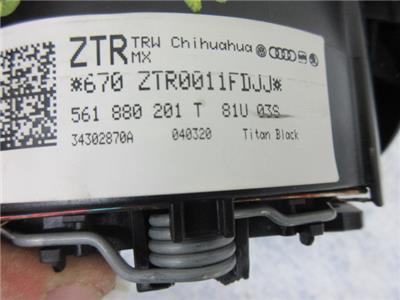 ZTR TRW Chihuahua
MX
*670 ZTR0011FDJJ*
561 880 201 T 81U 03S
34302870A 040320 Titan Black